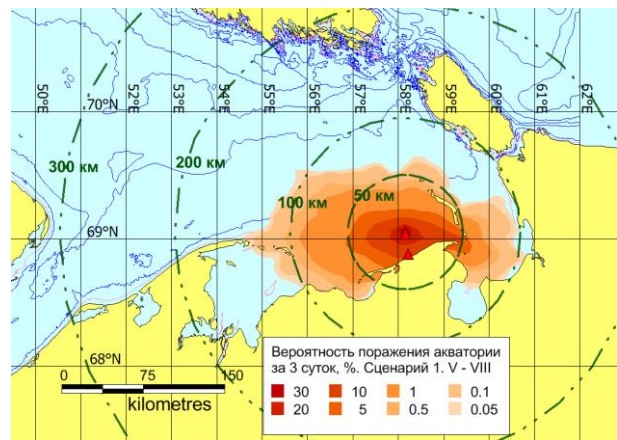 50°E
51°E
52°E
53°E
54°E
55°E
56°E
57°E
58°E
59°E
60°E
61°E
62°E
70°N
300 км
200 км
100 км
50 км
69°N
68°N
0 75 150
kilometres
Вероятность поражения акватории
за 3 суток, %. Сценарий 1. V - VIII
30 10 1 0.1
20 5 0.5 0.05